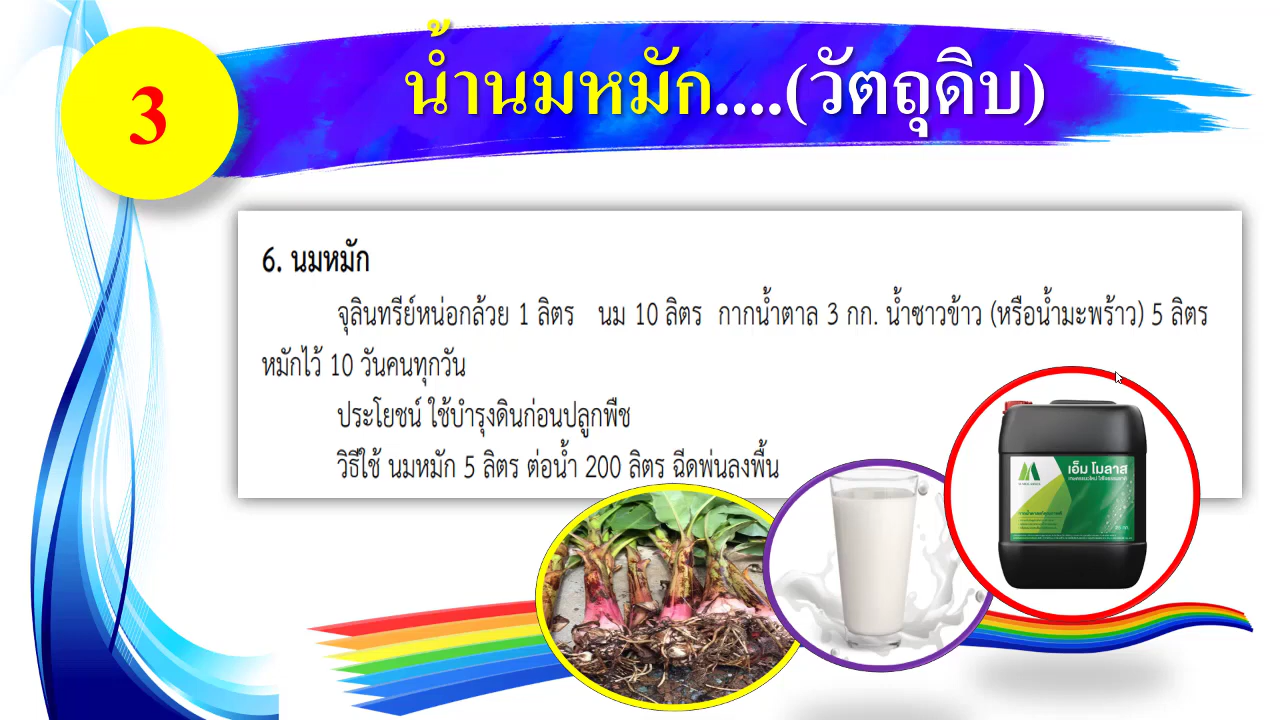 3
น้ำนมหมัก....(วัตถุดิบ)
6. นมหมัก
จุลินทรีย์หน่อกล้วย 1 ลิตร นม 10 ลิตร กากน้ำตาล 3 กก. น้ำซาวข้าว (หรือน้ำมะพร้าว) 5 ลิตร
หมักไว้ 10 วันคนทุกวัน
ประโยชน์ ใช้บำรุงดินก่อนปลูกพืช
วิธีใช้ นมหมัก 5 ลิตร ต่อน้ำ 200 ลิตร ฉีดพ่นลงพื้น
เอ็ม โมลาส